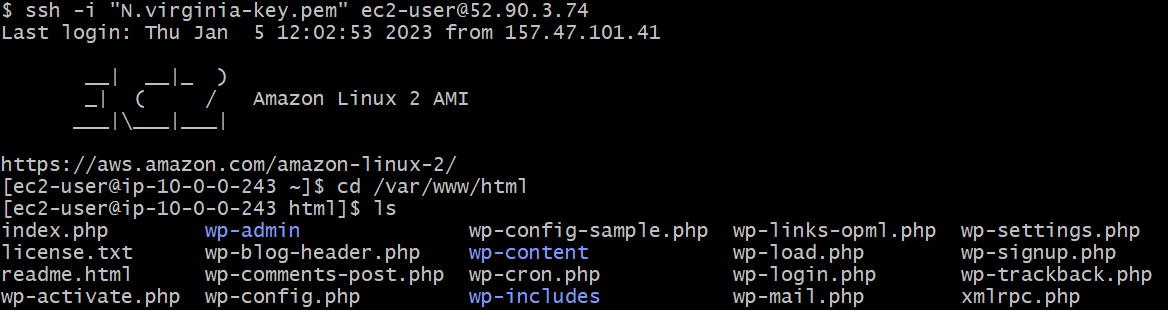 $ ssh -i "N.virginia-key.pem" ec2-user@52.90.3.74
Last login: Thu Jan  5 12:02:53 2023 from 157.47.101.41

       __|  __|_  )
       _|  (     /   Amazon Linux 2 AMI
      ___|\___|___|

https://aws.amazon.com/amazon-linux-2/
[ec2-user@ip-10-0-0-243 ~]$ cd /var/www/html
[ec2-user@ip-10-0-0-243 html]$ ls
index.php        wp-admin              wp-config-sample.php  wp-links-opml.php  wp-settings.php
license.txt      wp-blog-header.php    wp-content            wp-load.php        wp-signup.php
readme.html      wp-comments-post.php  wp-cron.php           wp-login.php       wp-trackback.php
wp-activate.php  wp-config.php         wp-includes           wp-mail.php        xmlrpc.php